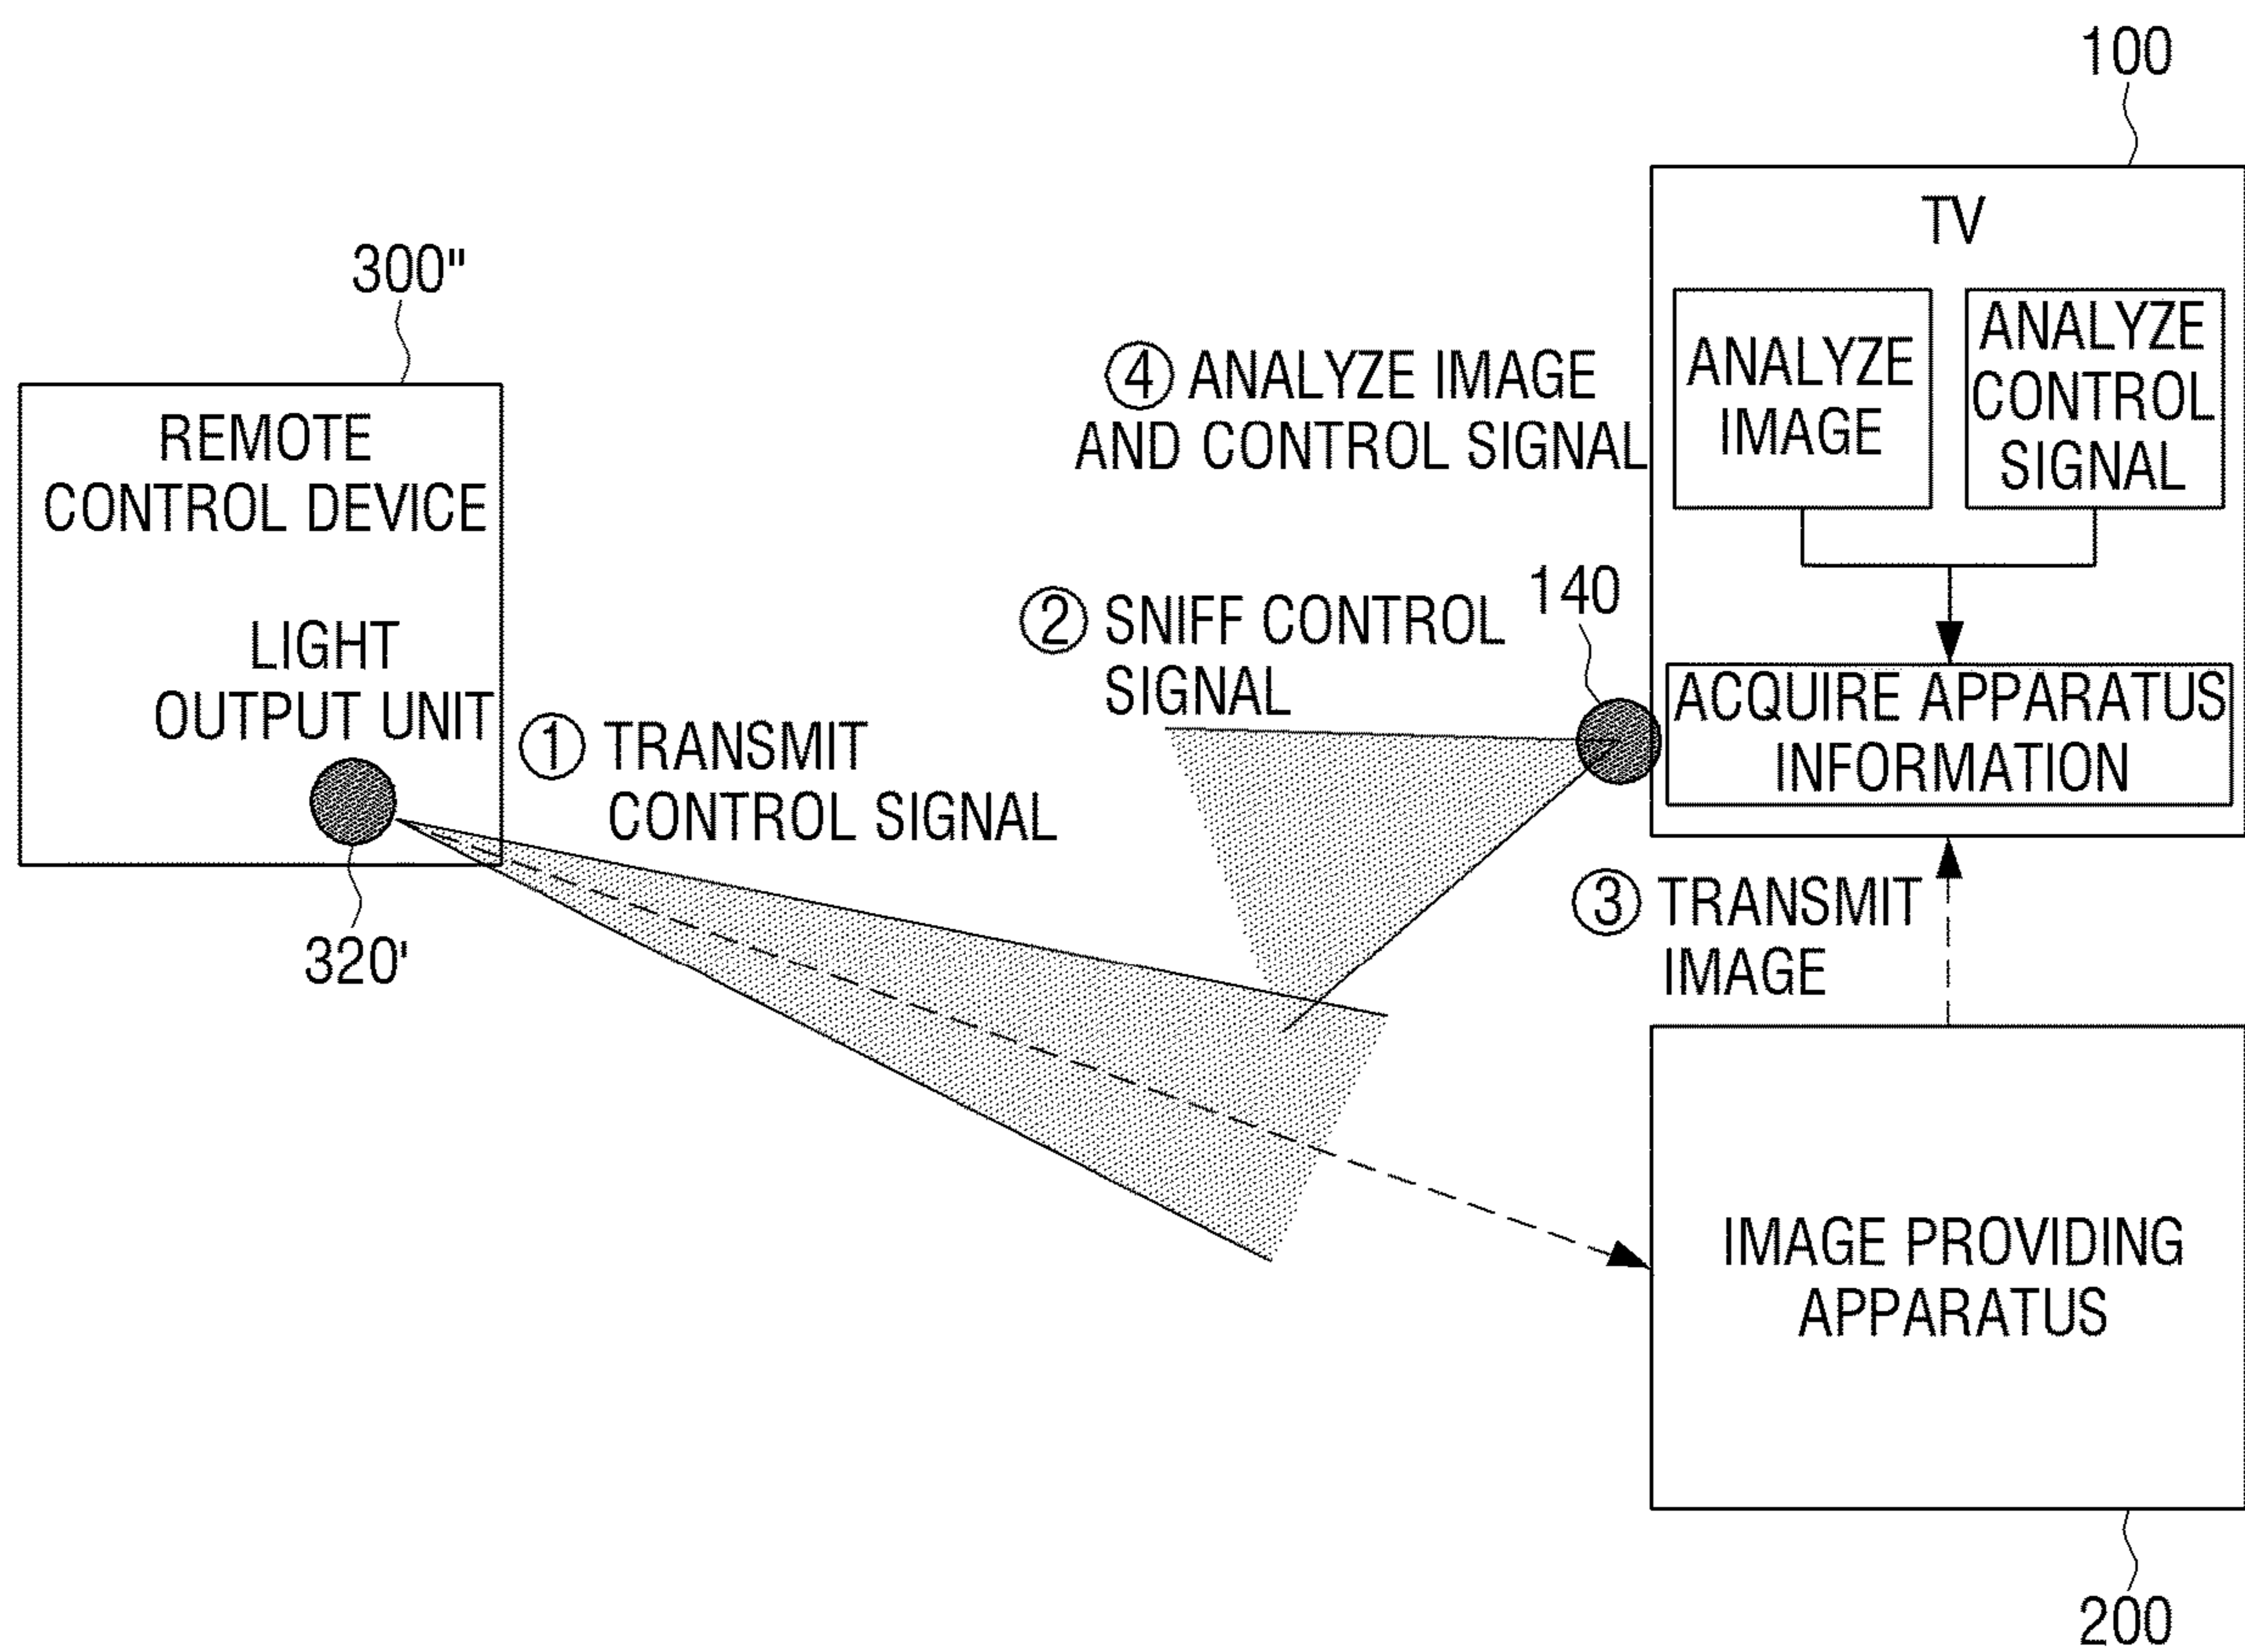 100
TV
300"
ANALYZE
IMAGE
ANALYZE
CONTROL
SIGNAL
④ ANALYZE IMAGE
AND CONTROL SIGNAL
REMOTE
CONTROL DEVICE
LIGHT
OUTPUT UNIT
② SNIFF CONTROL
SIGNAL
140
ACQUIRE APPARATUS
INFORMATION
① TRANSMIT
CONTROL SIGNAL
320'
③ TRANSMIT
IMAGE
IMAGE PROVIDING
APPARATUS
200